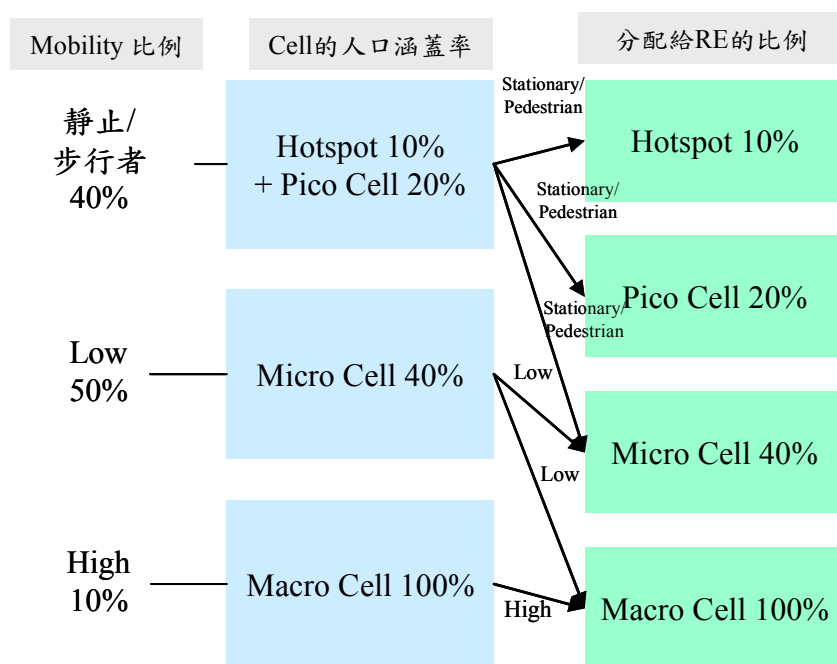 Mobility 比例
Cell的人口涵蓋率
分配給RE的比例
靜止/
步行者
40%
Hotspot 10%
+ Pico Cell 20%
Stationary/
Pedestrian
Hotspot 10%
Stationary/
Pedestrian
Pico Cell 20%
Stationary/
Pedestrian
Low
50%
Micro Cell 40%
Low
Low
Micro Cell 40%
High
10%
Macro Cell 100%
High
Macro Cell 100%